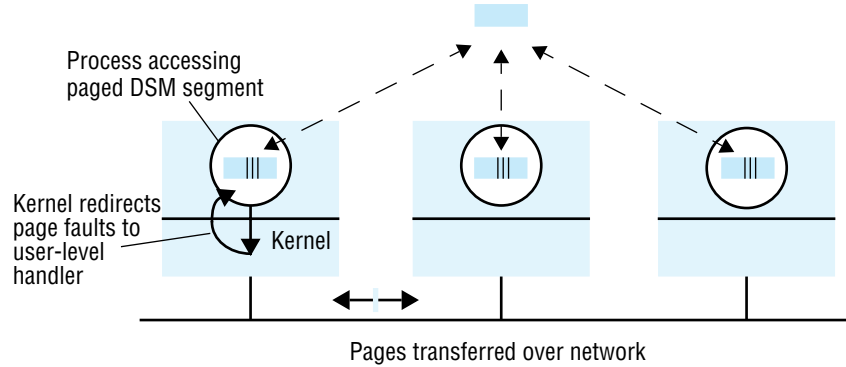 Process accessing
paged DSM segment
Kernel redirects
page faults to
user-level
handler
Kernel
Pages transferred over network